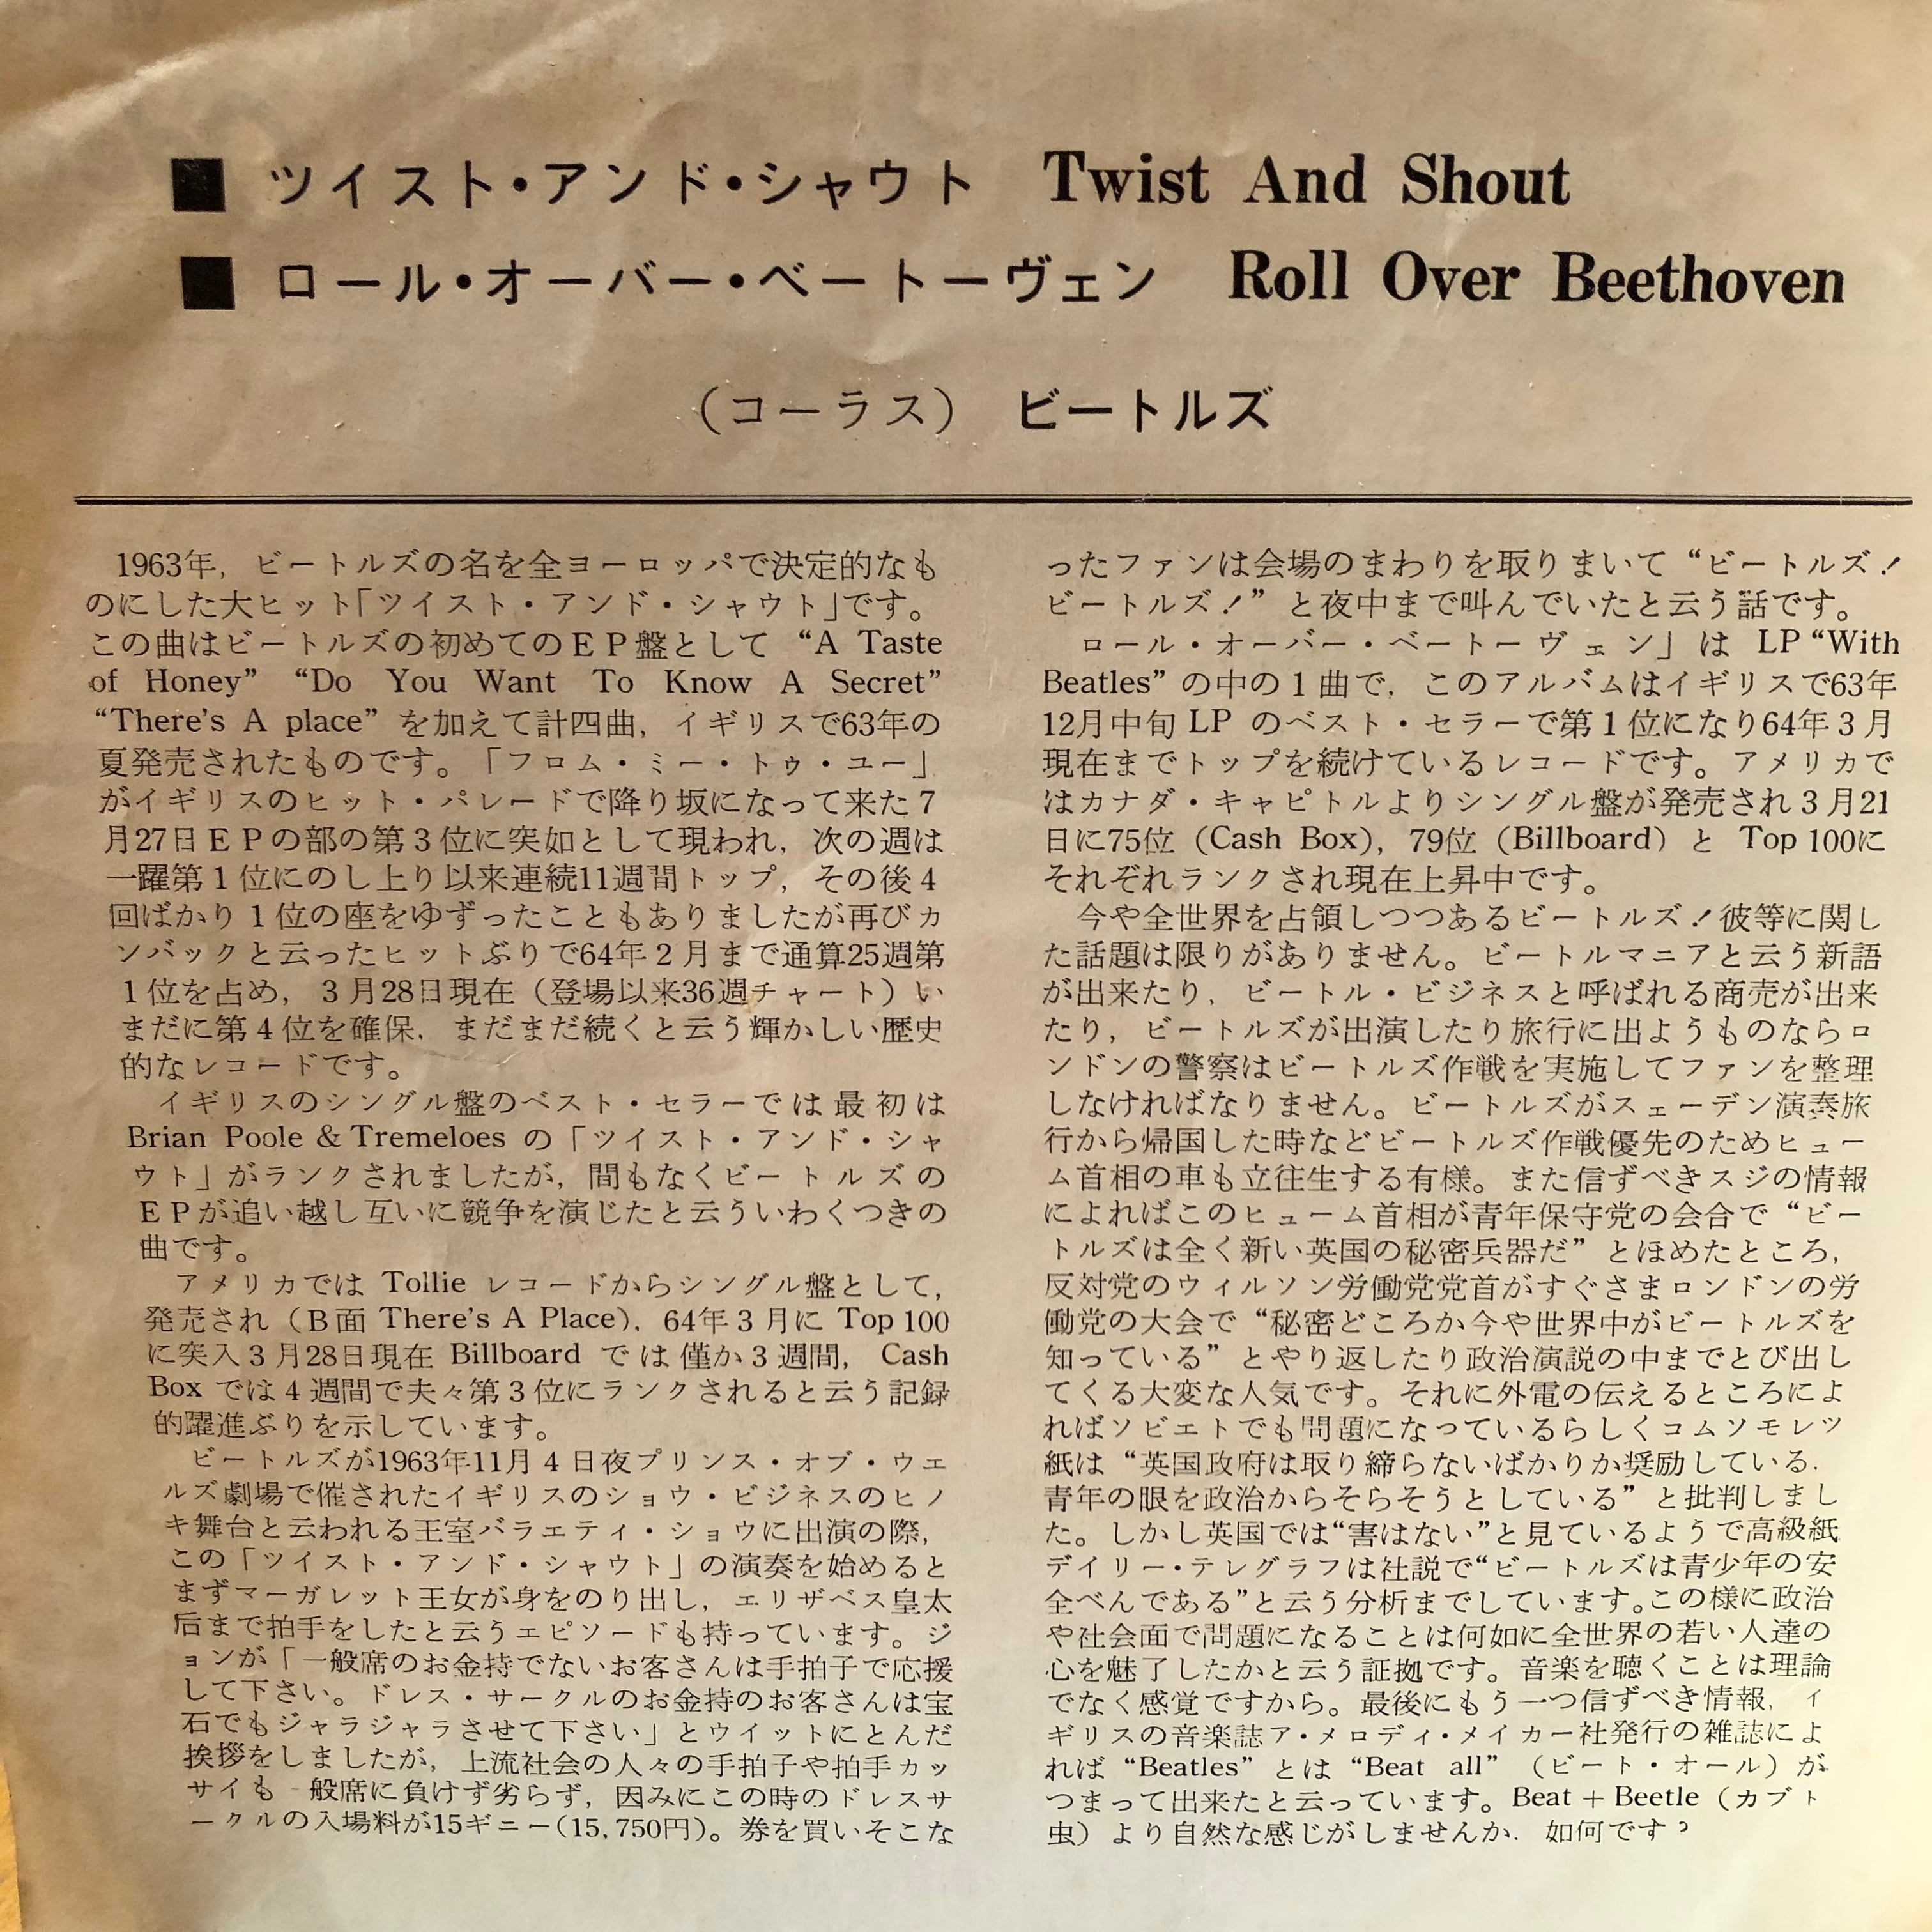 ■ ツイスト・アンド・シャウト Twist And Shout
■ ロール・オーバー・ベートーヴェン Roll Over Beethoven
(コーラス) ビートルズ
1963年,ビートルズの名を全ヨーロッパで決定的なも
のにした大ヒット「ツイスト・アンド・シャウト」です。
この曲はビートルズの初めてのEP盤として “A Taste
of Honey” “Do You Want To Know A Secret”
“There's A place” を加えて計四曲,イギリスで63年の
夏発売されたものです。「フロム・ミー・トゥ・ユー」
がイギリスのヒット・パレードで降り坂になって来た7
月27日EPの部の第3位に突如として現われ,次の週は
一躍第1位にのし上り以来連続11週間トップ,その後4
回ばかり1位の座をゆずったこともありましたが再びカ
ンバックと云ったヒットぶりで64年2月まで通算25週第
1位を占め,3月28日現在(登場以来36週チャート)い
まだに第4位を確保,まだまだ続くと云う輝かしい歴史
的なレコードです。
イギリスのシングル盤のベスト・セラーでは最初は
Brian Poole & Tremeloes の「ツイスト・アンド・シャ
ウト」がランクされましたが,間もなくビートルズの
EPが追い越し互いに競争を演じたと云ういわくつきの
曲です。
アメリカでは Tollie レコードからシングル盤として,
発売され(B面 There's A Place),64年3月に Top 100
に突入3月28日現在 Billboard では僅か3週間,Cash
Box では4週間で夫々第3位にランクされると云う記録
的躍進ぶりを示しています。
ビートルズが1963年11月4日夜プリンス・オブ・ウエ
ルズ劇場で催されたイギリスのショウ・ビジネスのヒノ
キ舞台と云われる王室バラエティ・ショウに出演の際,
この「ツイスト・アンド・シャウト」の演奏を始めると
まずマーガレット王女が身をのり出し,エリザベス皇太
后まで拍手をしたと云うエピソードも持っています。ジ
ョンが「一般席のお金持でないお客さんは手拍子で応援
して下さい。ドレス・サークルのお金持のお客さんは宝
石でもジャラジャラさせて下さい」とウイットにとんだ
挨拶をしましたが,上流社会の人々の手拍子や拍手カッ
サイも一般席に負けず劣らず,因みにこの時のドレスサ
ークルの入場料が15ギニー(15,750円)。券を買いそこな
ったファンは会場のまわりを取りまいて “ビートルズ!
ビートルズ!” と夜中まで叫んでいたと云う話です。
ロール・オーバー・ベートーヴェン」は LP “With
Beatles” の中の1曲で,このアルバムはイギリスで63年
12月中旬 LP のベスト・セラーで第1位になり64年3月
現在までトップを続けているレコードです。アメリカで
はカナダ・キャピトルよりシングル盤が発売され3月21
日に75位 (Cash Box), 79位 (Billboard) と Top 100に
それぞれランクされ現在上昇中です。
今や全世界を占領しつつあるビートルズ!彼等に関し
た話題は限りがありません。ビートルマニアと云う新語
が出来たり,ビートル・ビジネスと呼ばれる商売が出来
たり,ビートルズが出演したり旅行に出ようものならロ
ンドンの警察はビートルズ作戦を実施してファンを整理
しなければなりません。ビートルズがスェーデン演奏旅
行から帰国した時などビートルズ作戦優先のためヒュー
ム首相の車も立往生する有様。また信ずべきスジの情報
によればこのヒューム首相が青年保守党の会合で “ビー
トルズは全く新い英国の秘密兵器だ” とほめたところ,
反対党のウィルソン労働党党首がすぐさまロンドンの労
働党の大会で “秘密どころか今や世界中がビートルズを
知っている” とやり返したり政治演説の中までとび出し
てくる大変な人気です。それに外電の伝えるところによ
ればソビエトでも問題になっているらしくコムソモレツ
紙は “英国政府は取り締らないばかりか奨励している.
青年の眼を政治からそらそうとしている” と批判しまし
た。しかし英国では“害はない”と見ているようで高級紙
デイリー・テレグラフは社説で“ビートルズは青少年の安
全べんである”と云う分析までしています。この様に政治
や社会面で問題になることは何如に全世界の若い人達の
心を魅了したかと云う証拠です。音楽を聴くことは理論
でなく感覚ですから。最後にもう一つ信ずべき情報,イ
ギリスの音楽誌ア・メロディ・メイカー社発行の雑誌によ
れば “Beatles” とは “Beat all” (ビート・オール)が
つまって出来たと云っています。Beat + Beetle (カブト
虫)より自然な感じがしませんか.如何です?